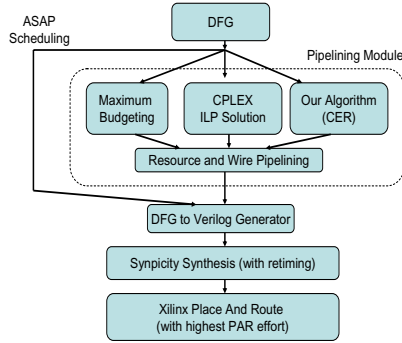 ASAP
Scheduling
DFG
Pipelining Module
Maximum
Budgeting
CPLEX
ILP Solution
Our Algorithm
(CER)
Resource and Wire Pipelining
DFG to Verilog Generator
Synpicity Synthesis (with retiming)
Xilinx Place And Route
(with highest PAR effort)